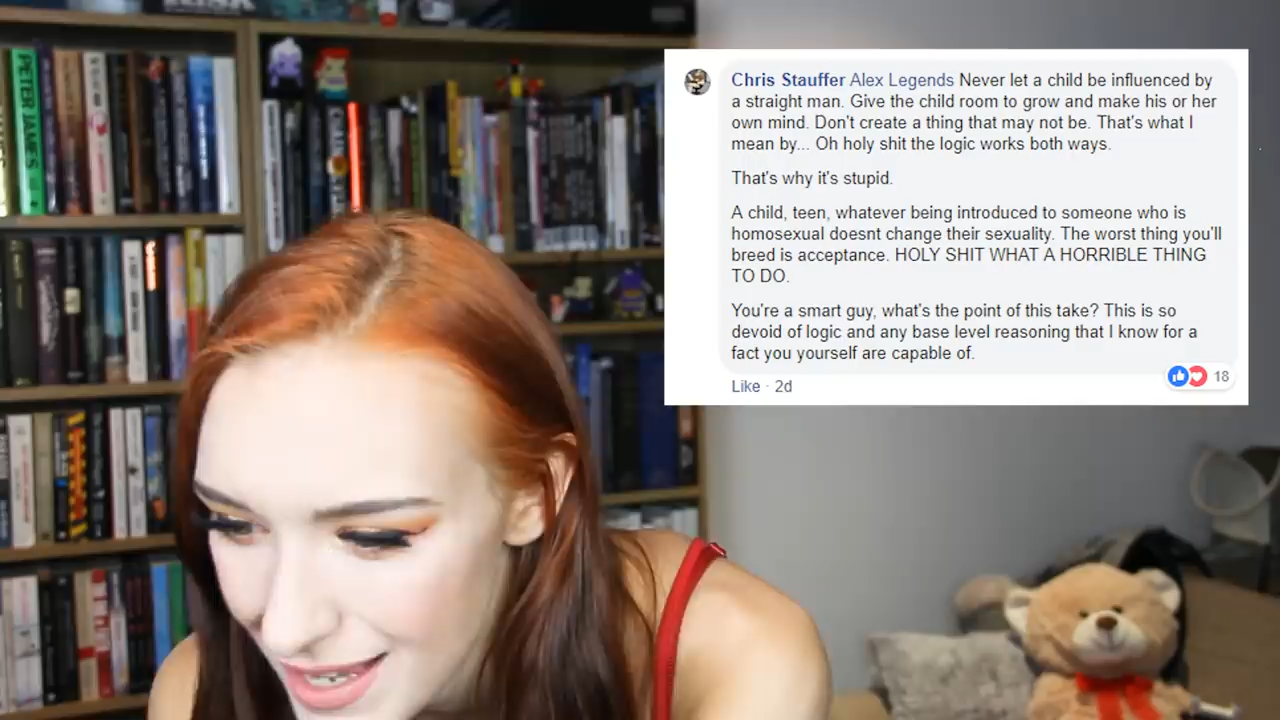 RISK
PETER JAMES
Chris Stauffer Alex Legends Never let a child be influenced by
a straight man. Give the child room to grow and make his or her
own mind. Don't create a thing that may not be. That's what I
mean by... Oh holy shit the logic works both ways.
That's why it's stupid.
A child, teen, whatever being introduced to someone who is
homosexual doesnt change their sexuality. The worst thing you'll
breed is acceptance. HOLY SHIT WHAT A HORRIBLE THING
TO DO.
You're a smart guy, what's the point of this take? This is so
devoid of logic and any base level reasoning that I know for a
fact you yourself are capable of.
Like · 2d
18